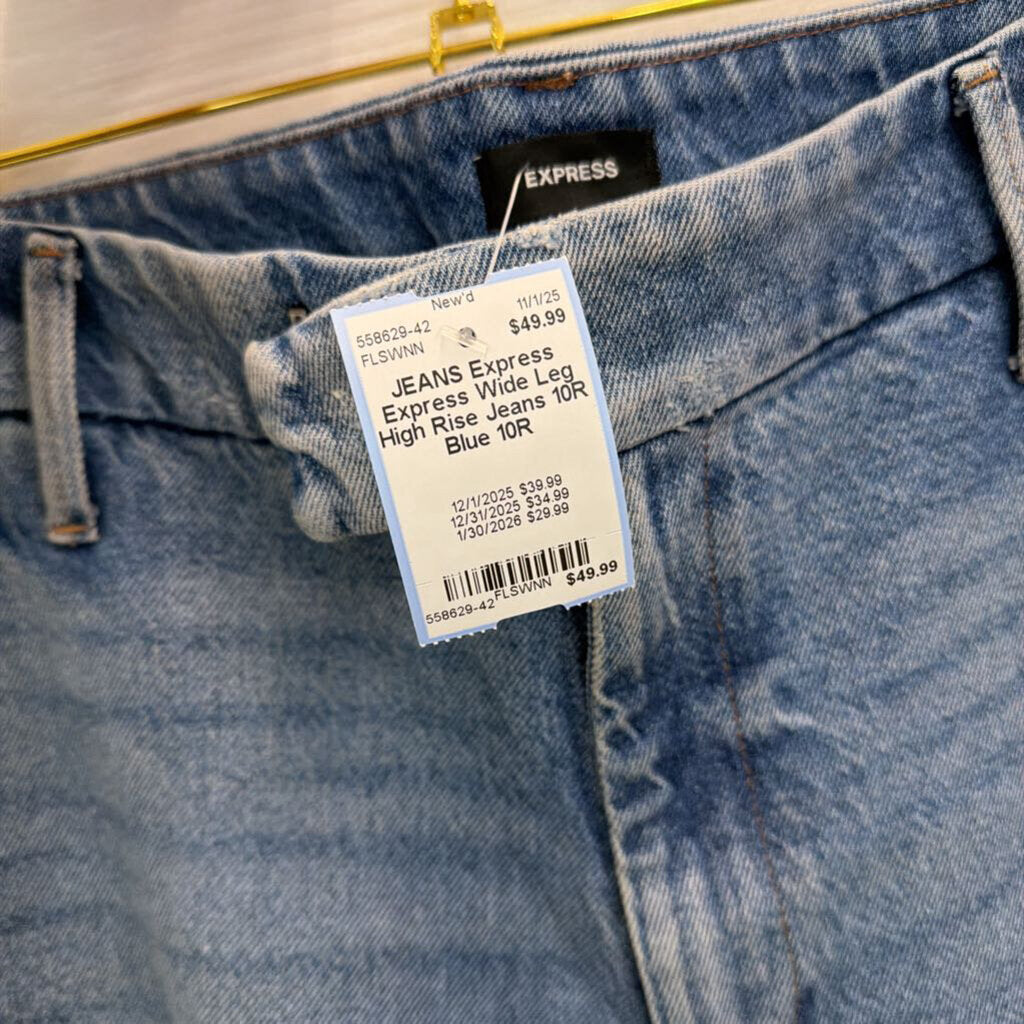 EXPRESS
New'd
558629-42 11/1/25
FLSWNN $49.99
JEANS Express
Express Wide Leg
High Rise Jeans 10R
Blue 10R
12/1/2025 $39.99
12/31/2025 $34.99
1/30/2026 $29.99
558629-42 FLSWNN $49.99